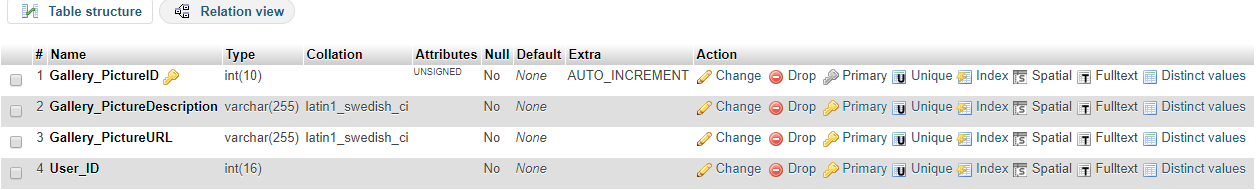 Table structure Relation view
# Name Type Collation Attributes Null Default Extra Action
1 Gallery_PictureID int(10) UNSIGNED No None AUTO_INCREMENT Change Drop Primary Unique Index Spatial Fulltext Distinct values
2 Gallery_PictureDescription varchar(255) latin1_swedish_ci No None Change Drop Primary Unique Index Spatial Fulltext Distinct values
3 Gallery_PictureURL varchar(255) latin1_swedish_ci No None Change Drop Primary Unique Index Spatial Fulltext Distinct values
4 User_ID int(16) No None Change Drop Primary Unique Index Spatial Fulltext Distinct values